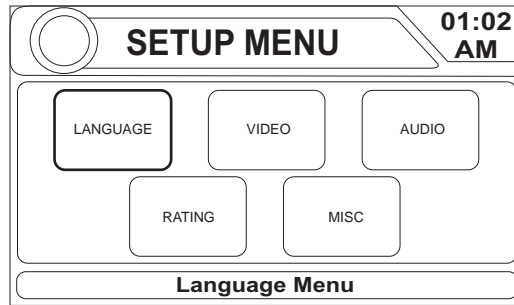 SETUP MENU
01:02
AM
LANGUAGE
VIDEO
AUDIO
RATING
MISC
Language Menu